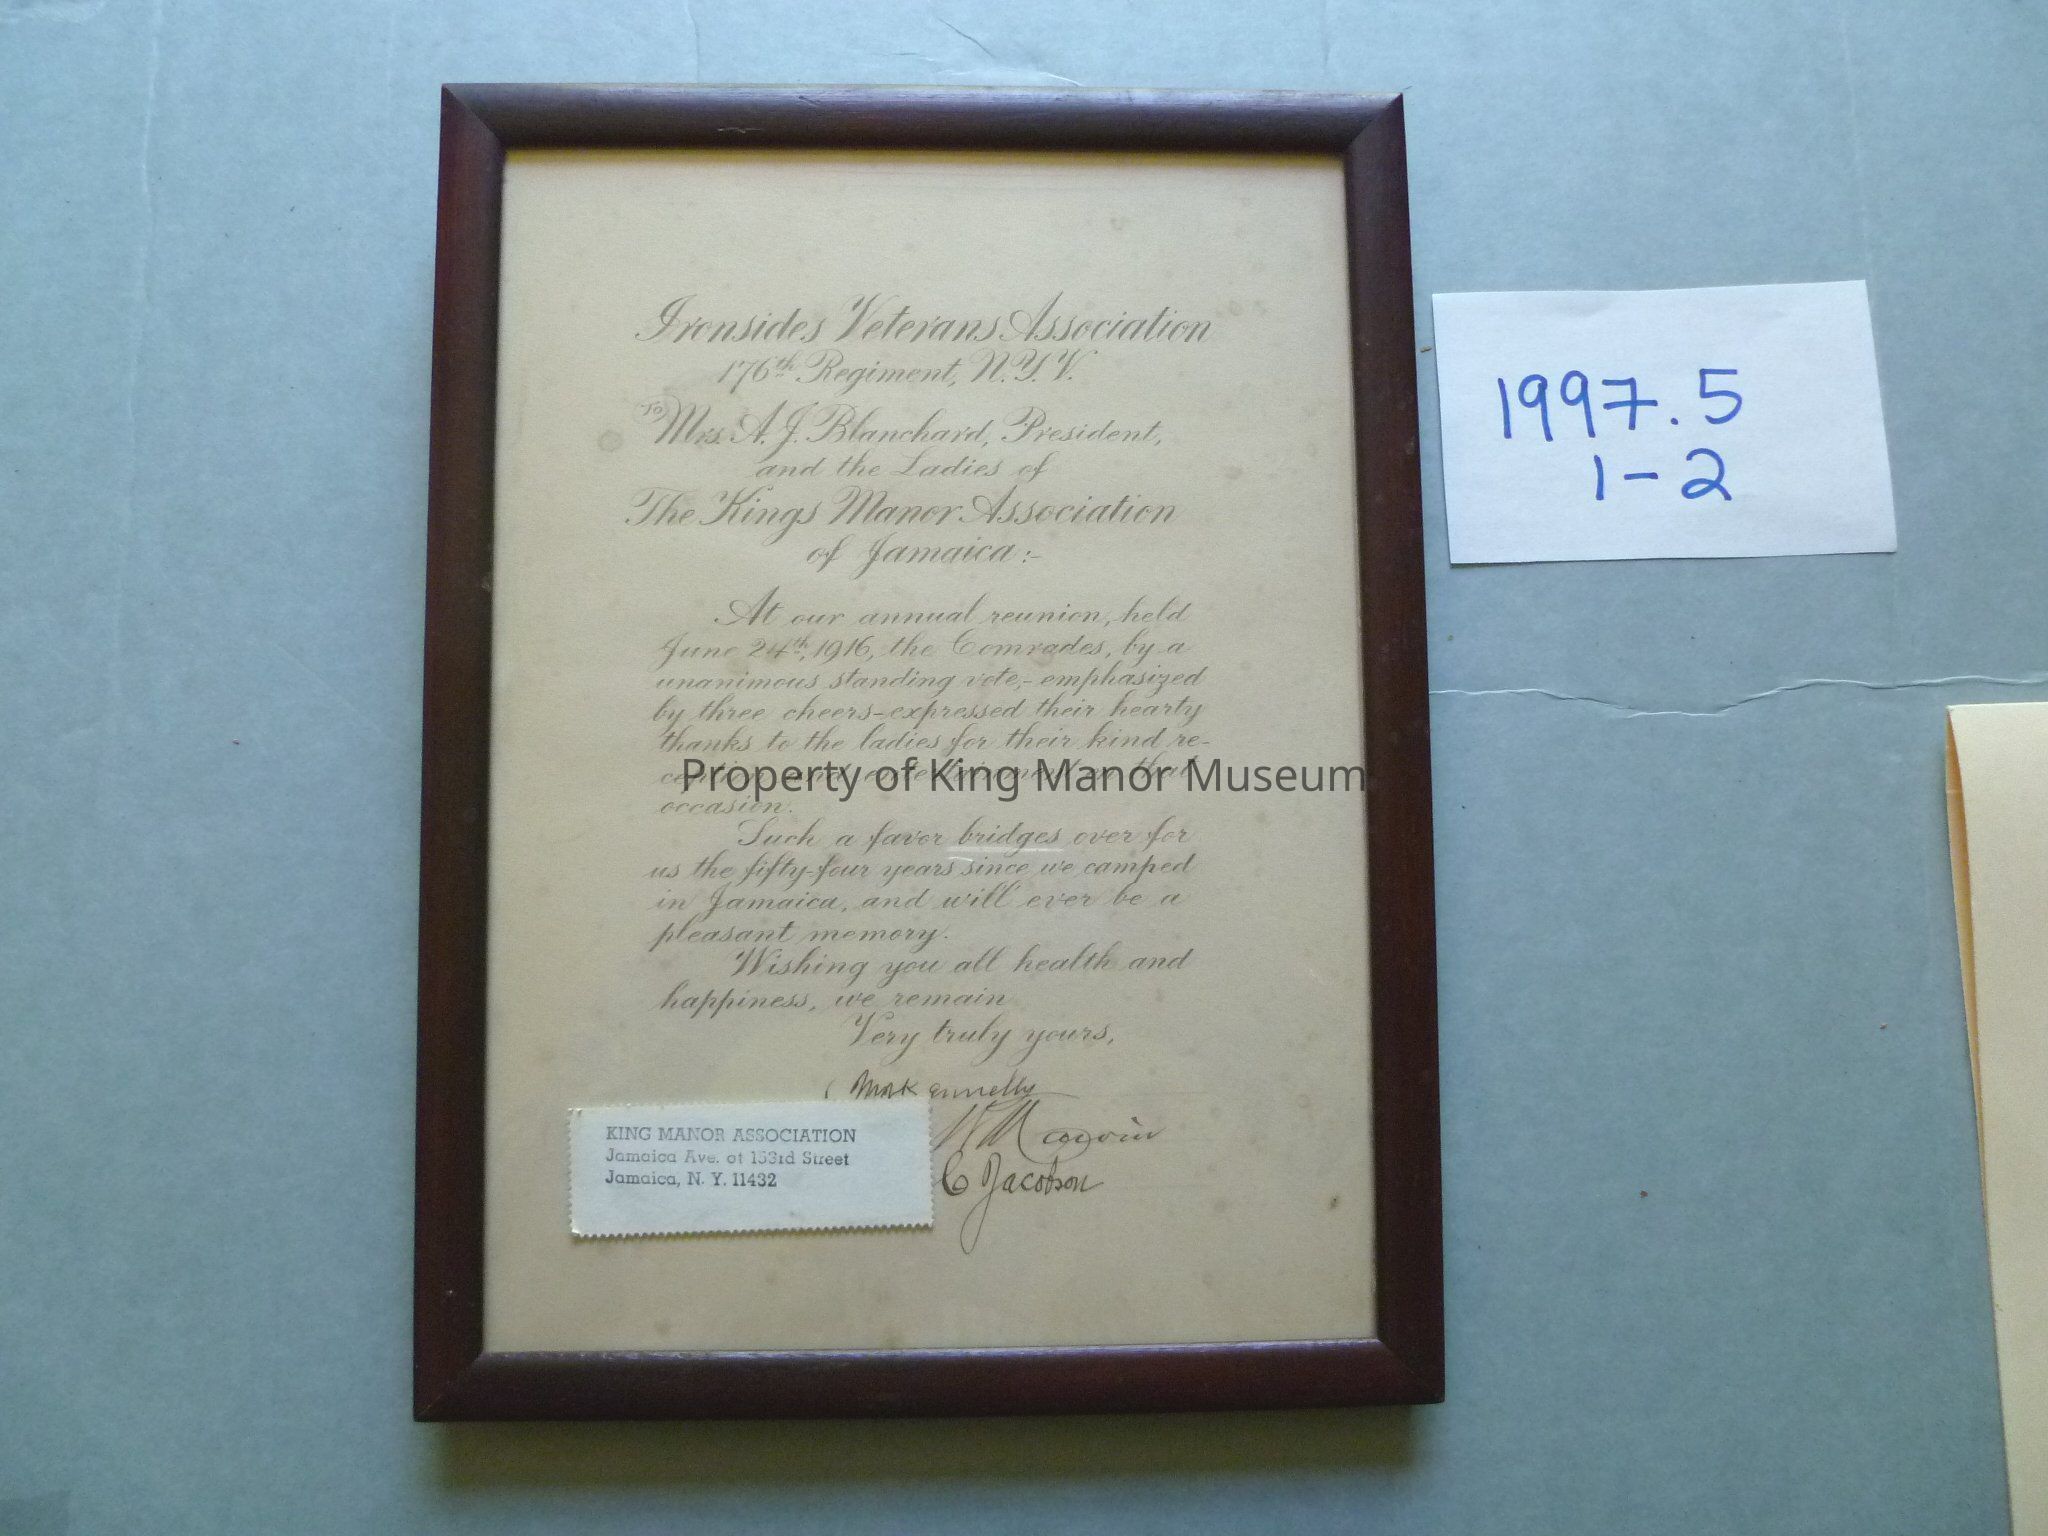 Ironsides Veterans Association
176th Regiment, N.Y.V.
To Mrs. A. J. Blanchard, President,
and the Ladies of
The Kings Manor Association
of Jamaica:-
At our annual reunion, held
June 24th, 1916, the Comrades, by a
unanimous standing vote,- emphasized
by three cheers-expressed their hearty
thanks to the ladies for their kind re-
occasion.
Such a favor bridges over for
us the fifty-four years since we camped
in Jamaica, and will ever be a
pleasant memory.
Wishing you all health and
happiness, we remain
Very truly yours,
C Jacobson
KING MANOR ASSOCIATION
Jamaica Ave. at 153rd Street
Jamaica, N. Y. 11432
1997.5
1-2
Property of King Manor Museum